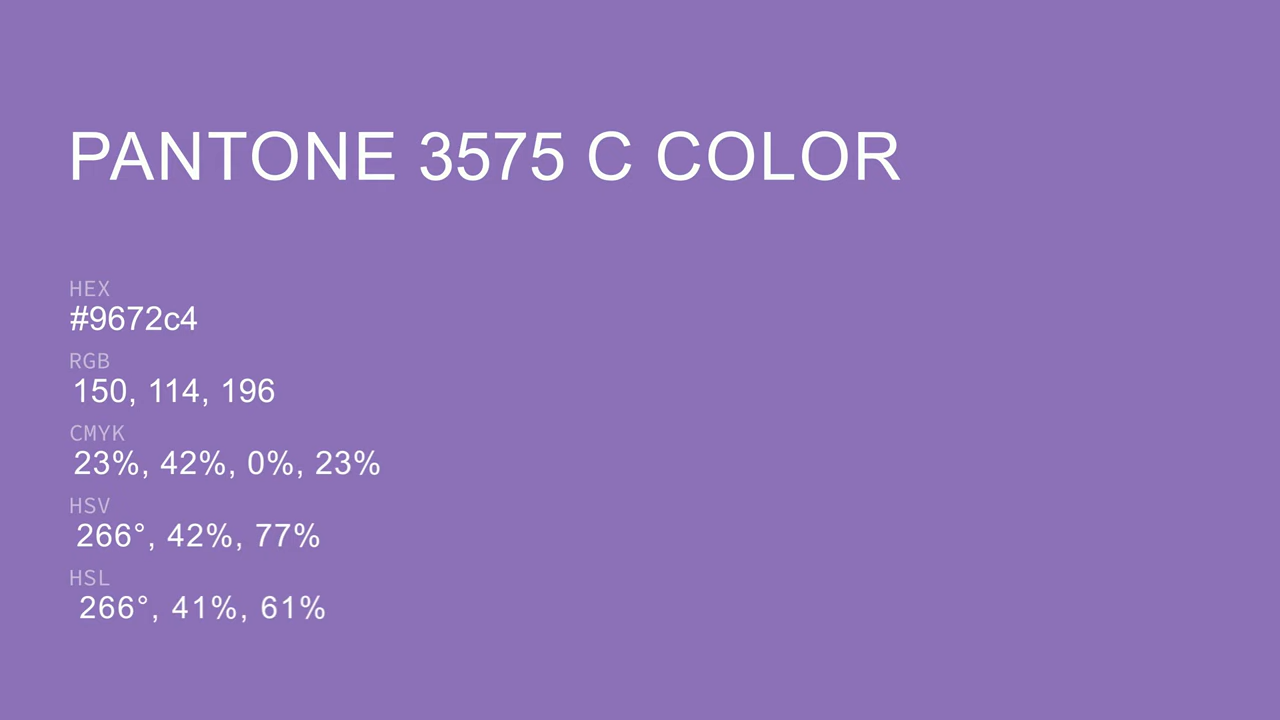 PANTONE 3575 C COLOR
HEX
#9672c4
RGB
150, 114, 196
CMYK
23%, 42%, 0%, 23%
HSV
266°, 42%, 77%
HSL
266°, 41%, 61%